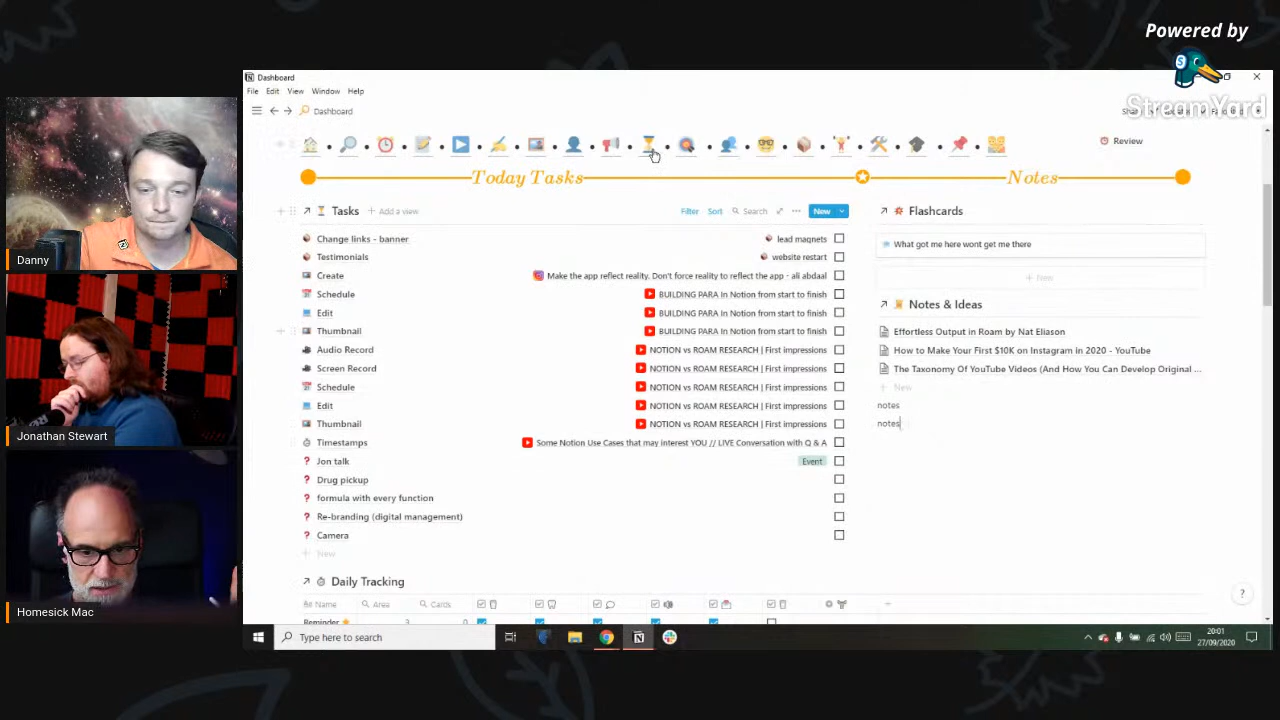 Powered by
StreamYard
Dashboard
File Edit View Window Help
Dashboard
Review
Today Tasks
Notes
Tasks
Add a view
Filter Sort Search New
Change links - banner lead magnets
Testimonials website restart
Create Make the app reflect reality. Don't force reality to reflect the app - ali abdaal
Schedule BUILDING PARA In Notion from start to finish
Edit BUILDING PARA In Notion from start to finish
Thumbnail BUILDING PARA In Notion from start to finish
Audio Record NOTION vs ROAM RESEARCH | First impressions
Screen Record NOTION vs ROAM RESEARCH | First impressions
Schedule NOTION vs ROAM RESEARCH | First impressions
Edit NOTION vs ROAM RESEARCH | First impressions
Thumbnail NOTION vs ROAM RESEARCH | First impressions
Timestamps Some Notion Use Cases that may interest YOU // LIVE Conversation with Q & A
Jon talk Event
Drug pickup
formula with every function
Re-branding (digital management)
Camera
New
Daily Tracking
Name Area Cards
Reminder 3 0
Flashcards
What got me here wont get me there
New
Notes & Ideas
Effortless Output in Roam by Nat Eliason
How to Make Your First $10K on Instagram in 2020 - YouTube
The Taxonomy Of YouTube Videos (And How You Can Develop Original ...
New
notes
notes
?
Danny
Jonathan Stewart
Homesick Mac
Type here to search
20:01
27/09/2020